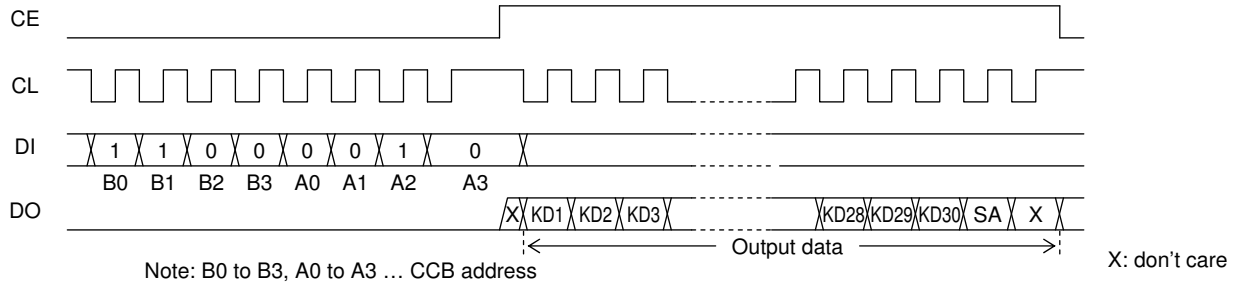 CE
CL
DI 1 1 0 0 0 0 1 0
B0 B1 B2 B3 A0 A1 A2 A3
DO X KD1 KD2 KD3 KD28 KD29 KD30 SA X
Output data
X: don't care
Note: B0 to B3, A0 to A3 … CCB address